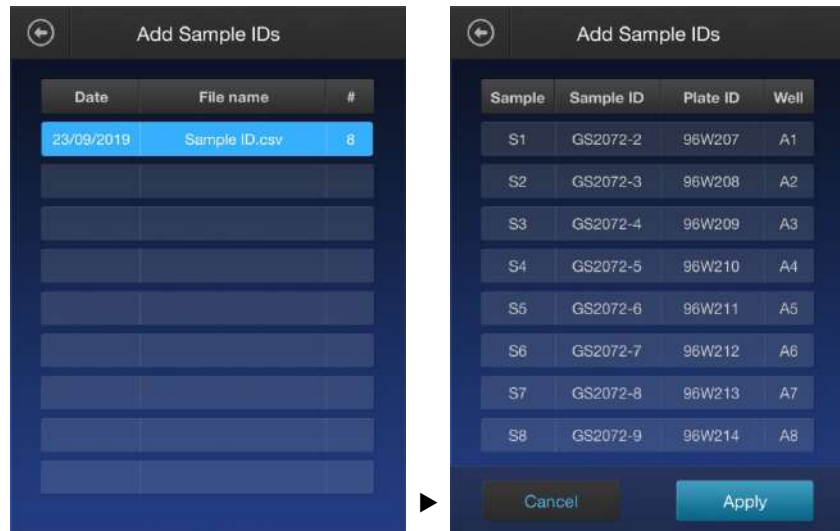 Add Sample IDs
Date File name #
23/09/2019 Sample ID.csv 8
Add Sample IDs
Sample Sample ID Plate ID Well
S1 GS2072-2 96W207 A1
S2 GS2072-3 96W208 A2
S3 GS2072-4 96W209 A3
S4 GS2072-5 96W210 A4
S5 GS2072-6 96W211 A5
S6 GS2072-7 96W212 A6
S7 GS2072-8 96W213 A7
S8 GS2072-9 96W214 A8
Cancel Apply